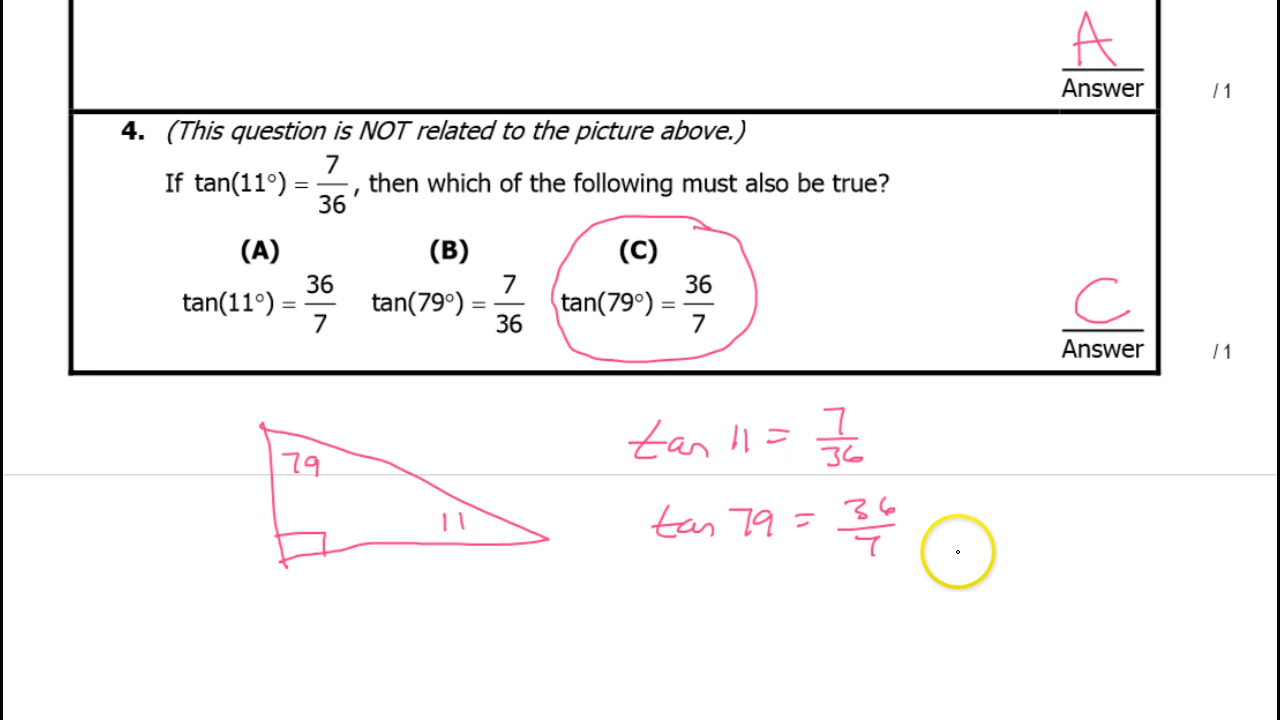 A
Answer
/ 1
4. (This question is NOT related to the picture above.)
If tan(11°) = 7/36, then which of the following must also be true?
(A) (B) (C)
tan(11°) = 36/7 tan(79°) = 7/36 tan(79°) = 36/7
C
Answer
/ 1
79
11
tan 11 = 7/36
tan 79 = 36/7